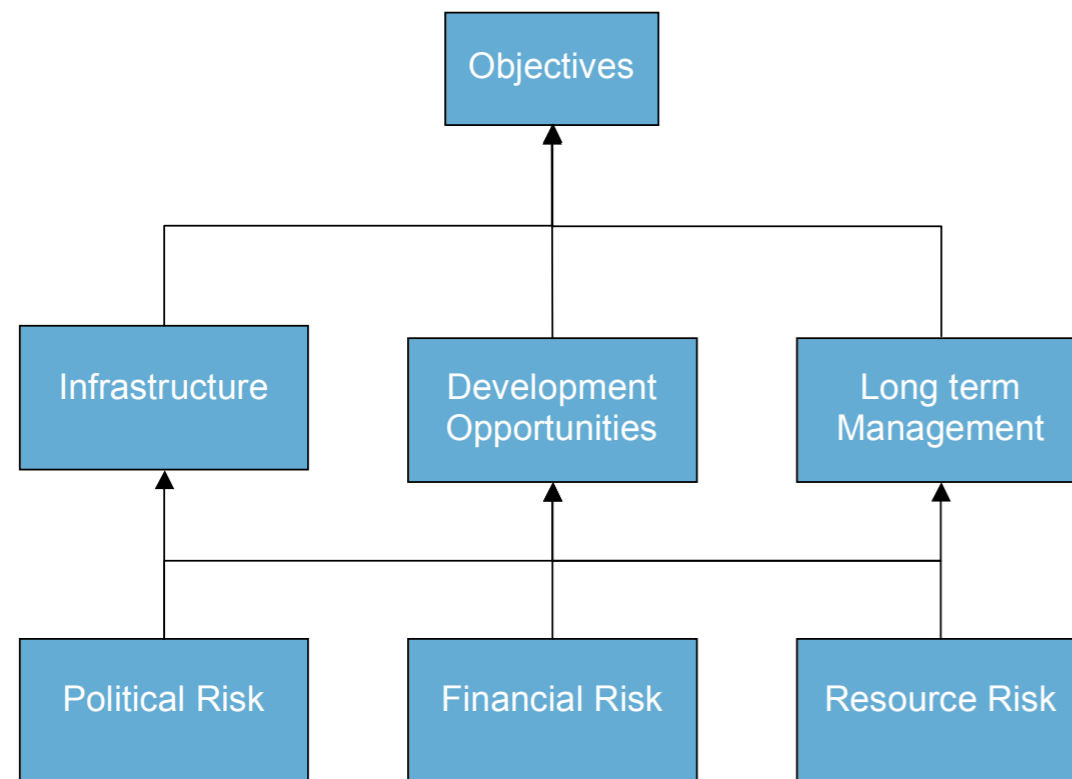 Objectives
Infrastructure
Development
Opportunities
Long term
Management
Political Risk
Financial Risk
Resource Risk